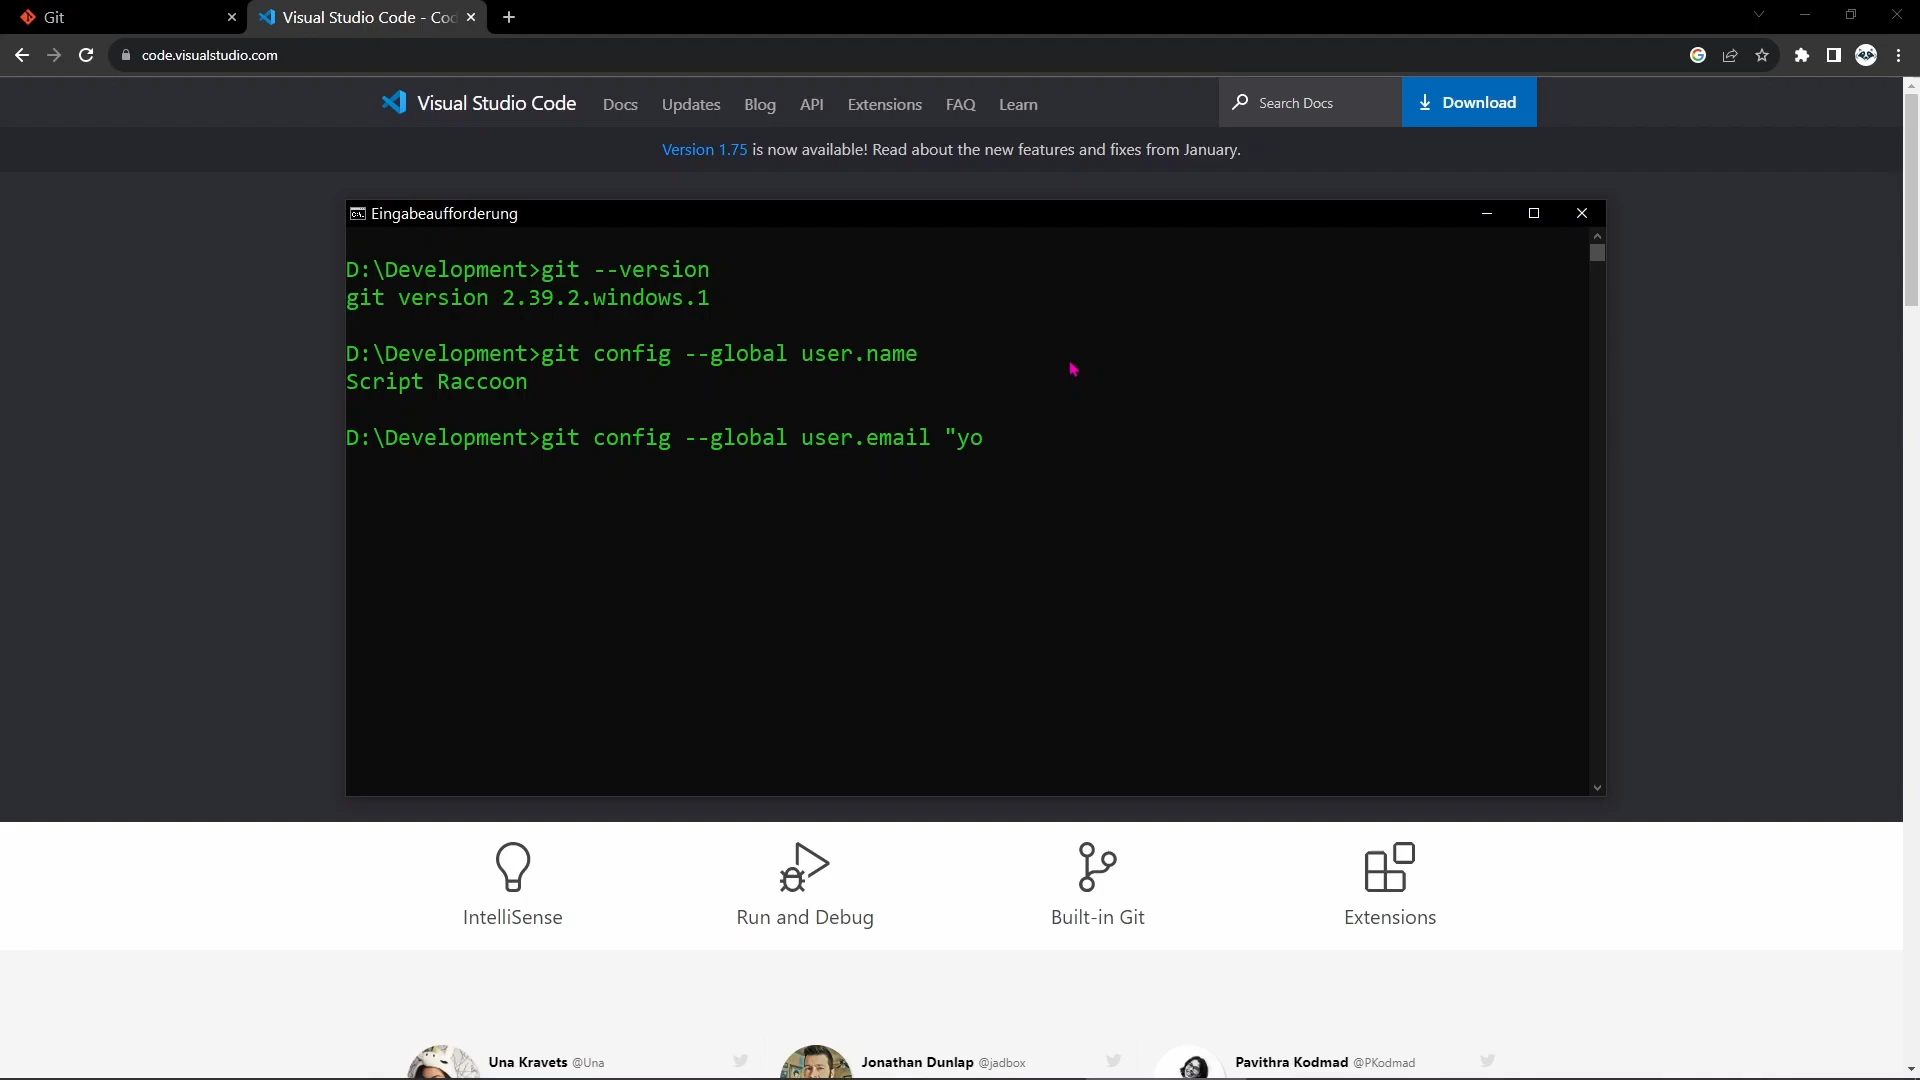 Git
Visual Studio Code - Cod
code.visualstudio.com
Visual Studio Code Docs Updates Blog API Extensions FAQ Learn Search Docs Download
Version 1.75 is now available! Read about the new features and fixes from January.
Eingabeaufforderung
D:\Development>git --version
git version 2.39.2.windows.1
D:\Development>git config --global user.name
Script Raccoon
D:\Development>git config --global user.email "yo
IntelliSense
Run and Debug
Built-in Git
Extensions
Una Kravets @Una
Jonathan Dunlap @jadbox
Pavithra Kodmad @PKodmad